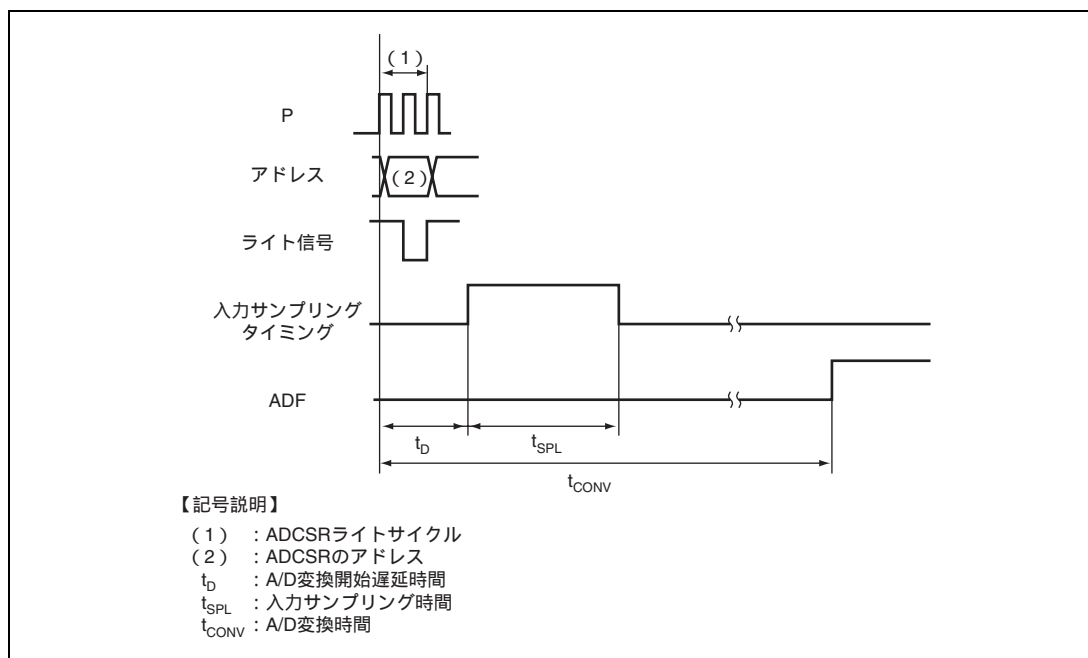 （1）
P
アドレス
（2）
ライト信号
入力サンプリング
タイミング
ADF
tD
tSPL
tCONV
【記号説明】
（1）：ADCSRライトサイクル
（2）：ADCSRのアドレス
tD ：A/D変換開始遅延時間
tSPL ：入力サンプリング時間
tCONV：A/D変換時間